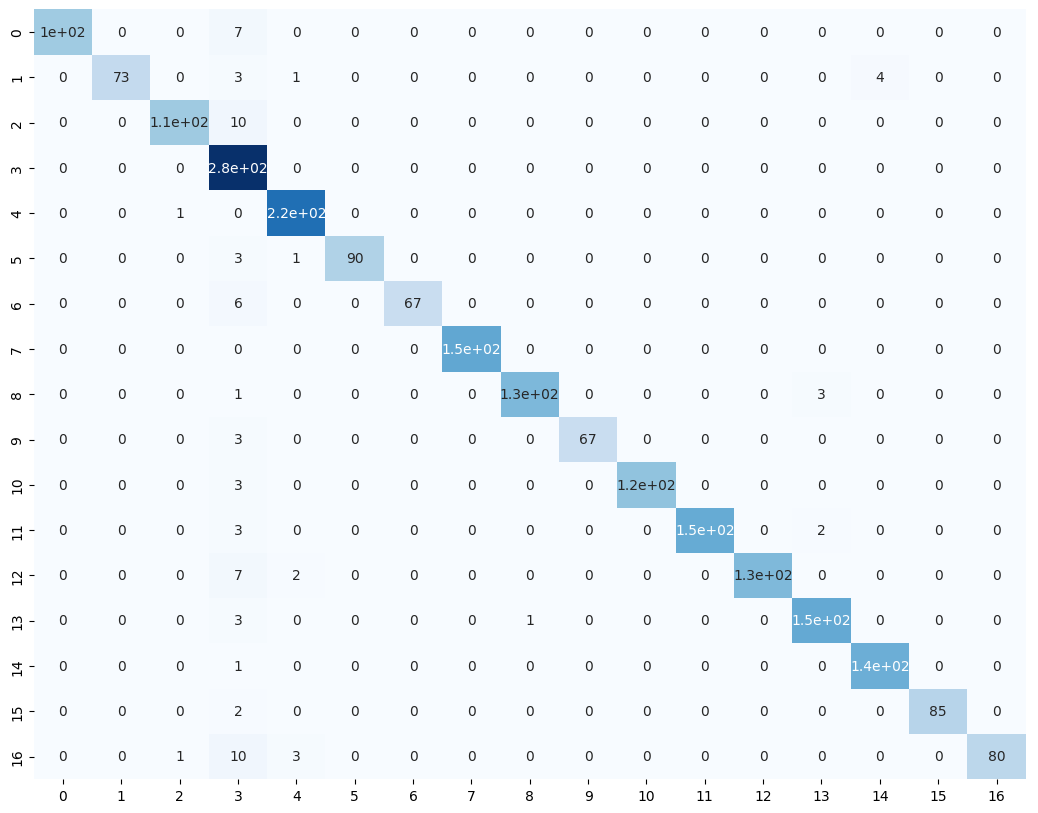 0 1e+02 0 0 7 0 0 0 0 0 0 0 0 0 0 0 0 0
1 0 73 0 3 1 0 0 0 0 0 0 0 0 0 4 0 0
2 0 0 1.1e+02 10 0 0 0 0 0 0 0 0 0 0 0 0 0
3 0 0 0 2.8e+02 0 0 0 0 0 0 0 0 0 0 0 0 0
4 0 0 1 0 2.2e+02 0 0 0 0 0 0 0 0 0 0 0 0
5 0 0 0 3 1 90 0 0 0 0 0 0 0 0 0 0 0
6 0 0 0 6 0 0 67 0 0 0 0 0 0 0 0 0 0
7 0 0 0 0 0 0 0 1.5e+02 0 0 0 0 0 0 0 0 0
8 0 0 0 1 0 0 0 0 1.3e+02 0 0 0 0 3 0 0 0
9 0 0 0 3 0 0 0 0 0 67 0 0 0 0 0 0 0
10 0 0 0 3 0 0 0 0 0 0 1.2e+02 0 0 0 0 0 0
11 0 0 0 3 0 0 0 0 0 0 0 1.5e+02 0 2 0 0 0
12 0 0 0 7 2 0 0 0 0 0 0 0 1.3e+02 0 0 0 0
13 0 0 0 3 0 0 0 0 1 0 0 0 0 1.5e+02 0 0 0
14 0 0 0 1 0 0 0 0 0 0 0 0 0 0 1.4e+02 0 0
15 0 0 0 2 0 0 0 0 0 0 0 0 0 0 0 85 0
16 0 0 1 10 3 0 0 0 0 0 0 0 0 0 0 0 80
0 1 2 3 4 5 6 7 8 9 10 11 12 13 14 15 16